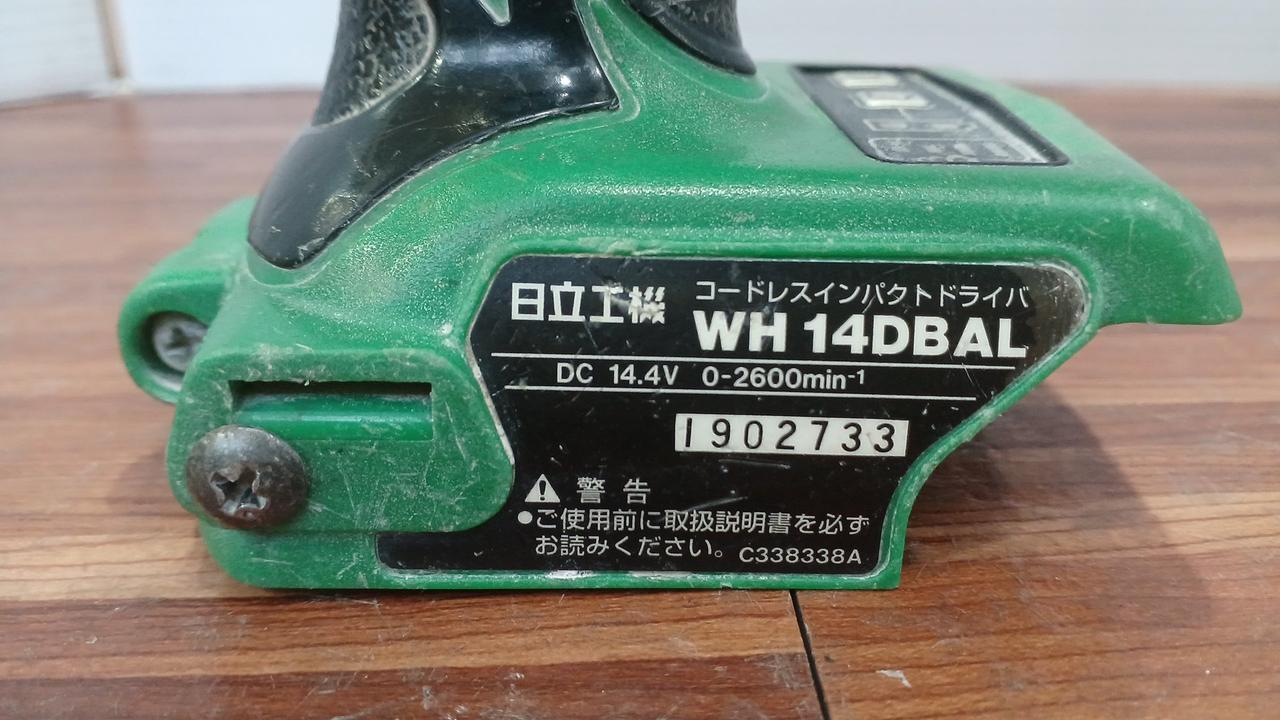 日立工機
コードレスインパクトドライバ
WH 14DBAL
DC 14.4V 0-2600min-1
1902733
⚠ 警告
●ご使用前に取扱説明書を必ず
お読みください。 C338338A